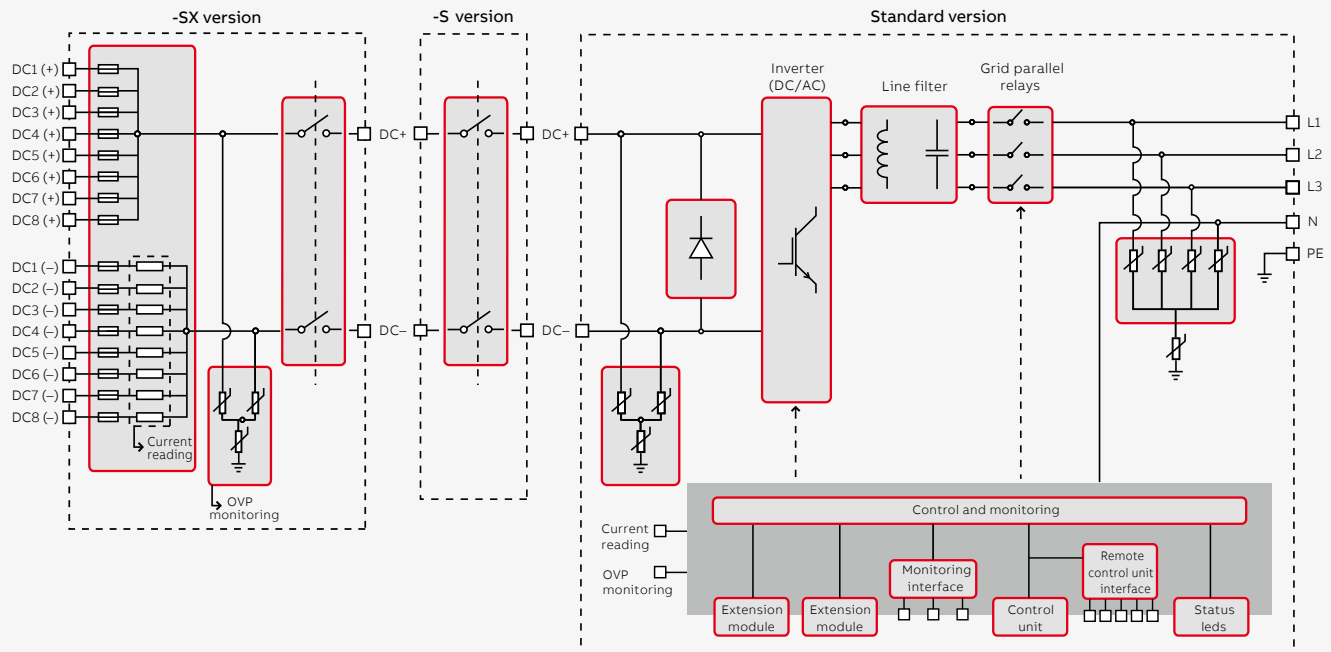 -SX version
-S version
Standard version
DC1 (+)
DC2 (+)
DC3 (+)
DC4 (+)
DC5 (+)
DC6 (+)
DC7 (+)
DC8 (+)
DC1 (–)
DC2 (–)
DC3 (–)
DC4 (–)
DC5 (–)
DC6 (–)
DC7 (–)
DC8 (–)
Current
reading
OVP
monitoring
DC+
DC–
DC+
DC–
Inverter
(DC/AC)
Line filter
Grid parallel
relays
L1
L2
L3
N
PE
Current
reading
OVP
monitoring
Control and monitoring
Extension
module
Extension
module
Monitoring
interface
Control
unit
Remote
control unit
interface
Status
leds